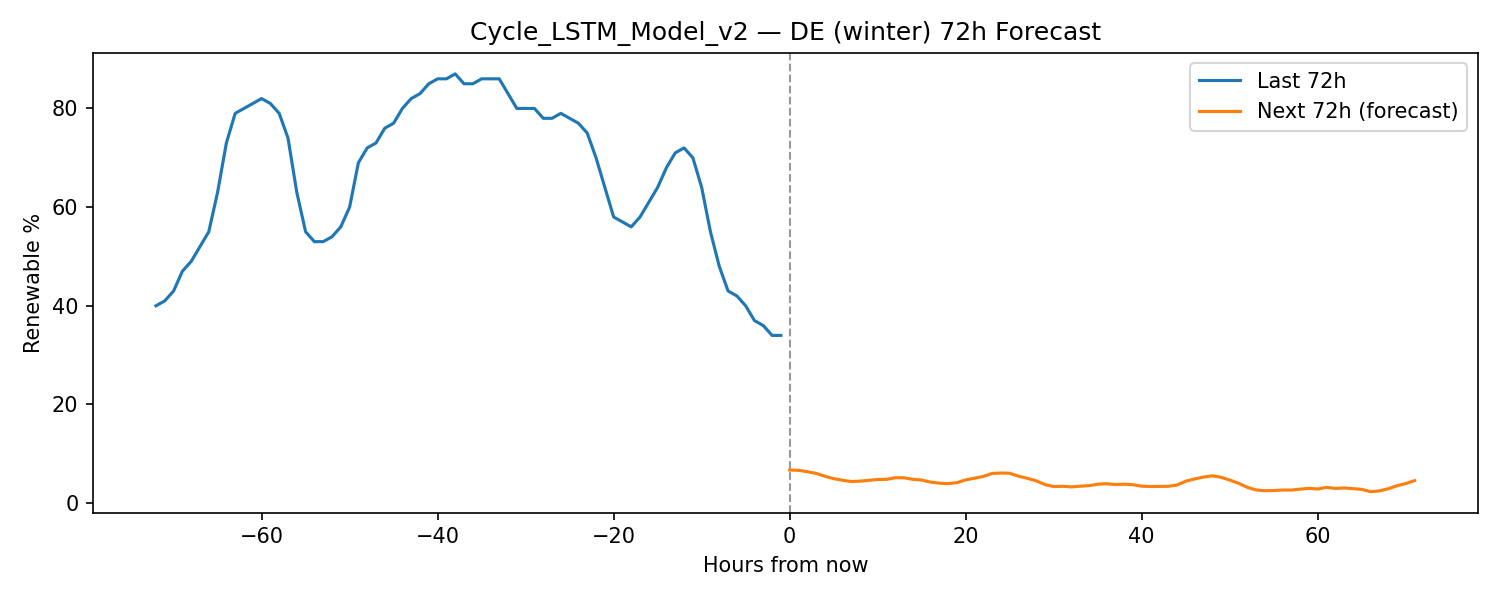 Cycle_LSTM_Model_v2 — DE (winter) 72h Forecast
Last 72h
Next 72h (forecast)
Renewable %
80
60
40
20
0
−60
−40
−20
0
20
40
60
Hours from now